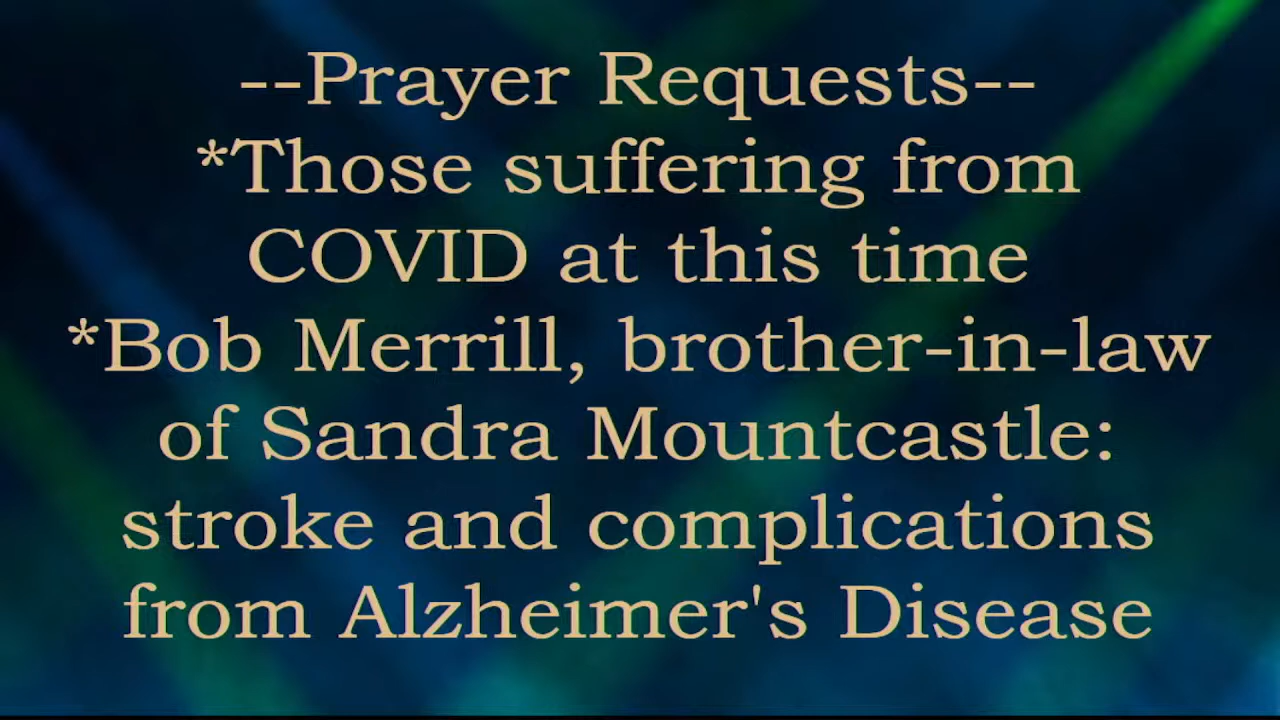 --Prayer Requests--
*Those suffering from
COVID at this time
*Bob Merrill, brother-in-law
of Sandra Mountcastle:
stroke and complications
from Alzheimer's Disease